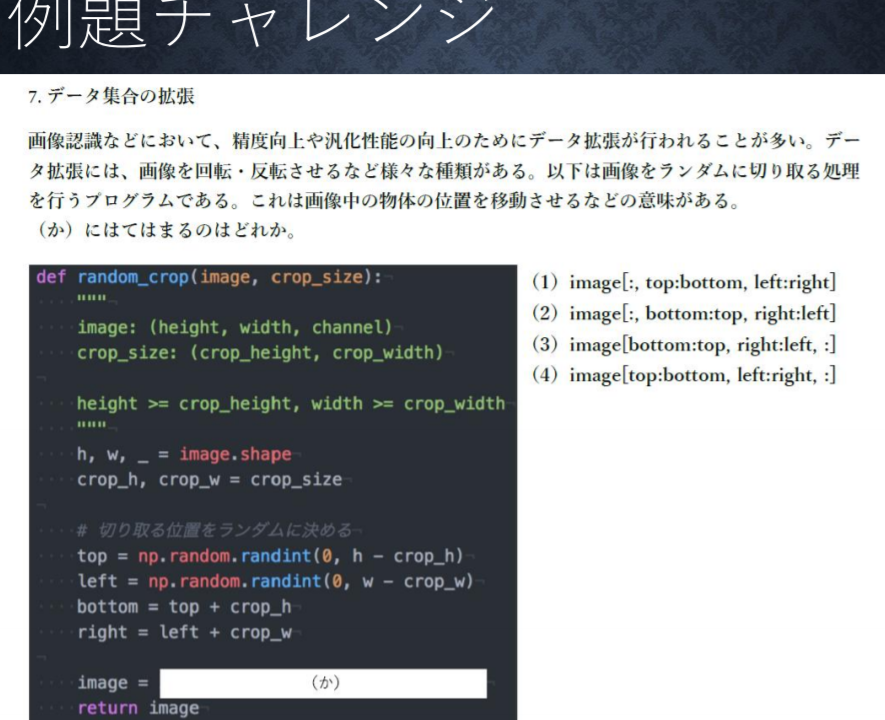 例題チャレンジ
7. データ集合の拡張
画像認識などにおいて、精度向上や汎化性能の向上のためにデータ拡張が行われることが多い。デー
タ拡張には、画像を回転・反転させるなど様々な種類がある。以下は画像をランダムに切り取る処理
を行うプログラムである。これは画像中の物体の位置を移動させるなどの意味がある。
（か）にはてはまるのはどれか。
def random_crop(image, crop_size):
"""
image: (height, width, channel)
crop_size: (crop_height, crop_width)
height >= crop_height, width >= crop_width
"""
h, w, _ = image.shape
crop_h, crop_w = crop_size
# 切り取る位置をランダムに決める
top = np.random.randint(0, h - crop_h)
left = np.random.randint(0, w - crop_w)
bottom = top + crop_h
right = left + crop_w
image = （か）
return image
（1）image[:, top:bottom, left:right]
（2）image[:, bottom:top, right:left]
（3）image[bottom:top, right:left, :]
（4）image[top:bottom, left:right, :]